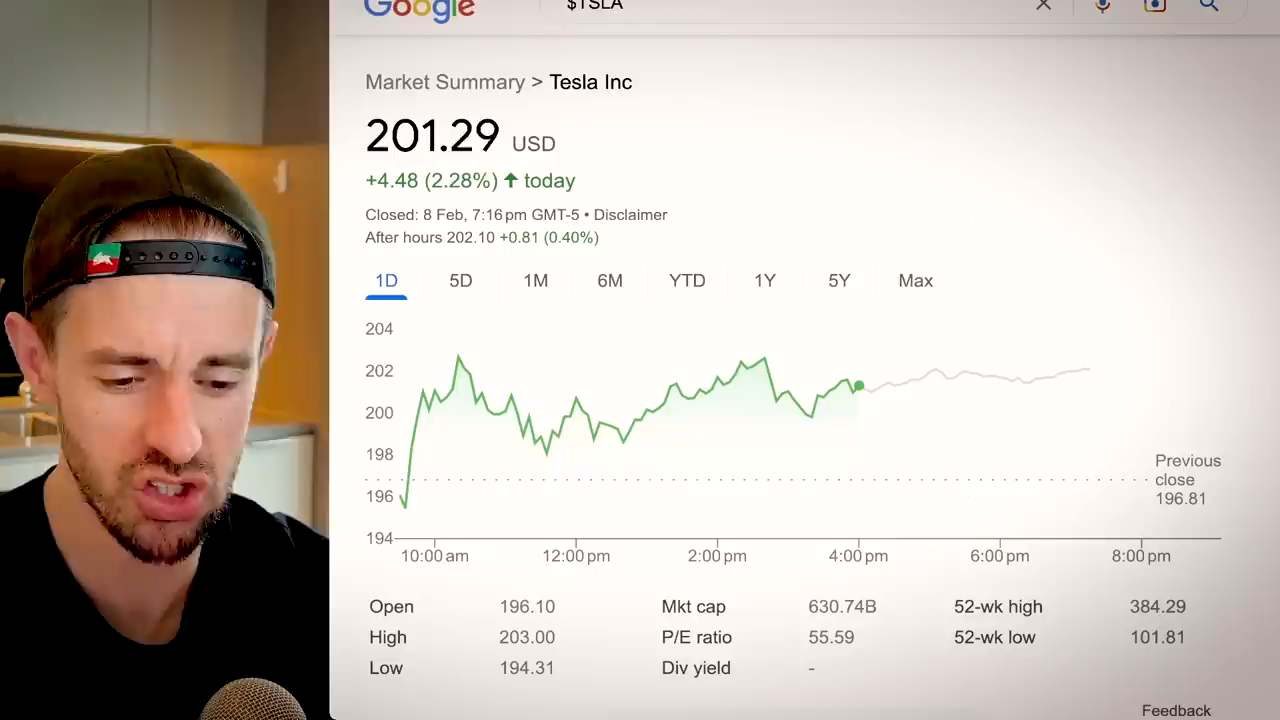 Google
$TSLA
Market Summary > Tesla Inc
201.29 USD
+4.48 (2.28%) ↑ today
Closed: 8 Feb, 7:16 pm GMT-5 • Disclaimer
After hours 202.10 +0.81 (0.40%)
1D 5D 1M 6M YTD 1Y 5Y Max
204
202
200
198
196
194
Previous
close
196.81
10:00 am 12:00 pm 2:00 pm 4:00 pm 6:00 pm 8:00 pm
Open 196.10 Mkt cap 630.74B 52-wk high 384.29
High 203.00 P/E ratio 55.59 52-wk low 101.81
Low 194.31 Div yield -
Feedback